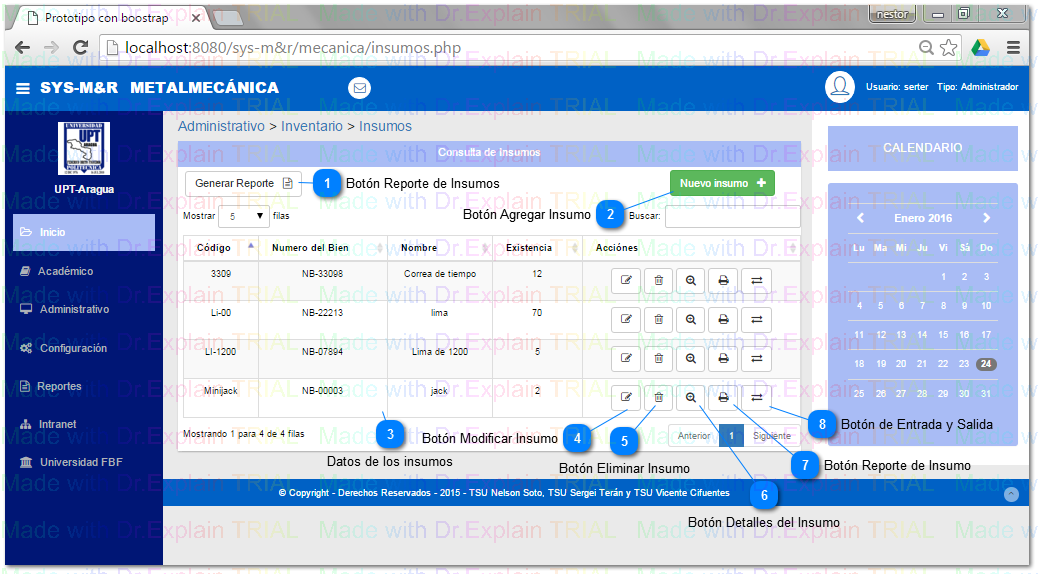 Prototipo con boostrap
nestor
localhost:8080/sys-m&r/mecanica/insumos.php
SYS-M&R METALMECÁNICA
Usuario: serter Tipo: Administrador
UNIVERSIDAD
UPT
ARAGUA
POLITECNICA
UPT-Aragua
Inicio
Académico
Administrativo
Configuración
Reportes
Intranet
Universidad FBF
Administrativo > Inventario > Insumos
Consulta de Insumos
Generar Reporte
1 Botón Reporte de Insumos
Nuevo insumo +
Mostrar 5 filas
Botón Agregar Insumo 2
Buscar:
Código Numero del Bien Nombre Existencia Acciónes
3309 NB-33098 Correa de tiempo 12
Li-00 NB-22213 lima 70
LI-1200 NB-07894 Lima de 1200 5
Minijack NB-00003 jack 2
Mostrando 1 para 4 de 4 filas
3
Datos de los insumos
Botón Modificar Insumo 4
5
Botón Eliminar Insumo
Anterior 1 Siguiente
6
Botón Detalles del Insumo
7 Botón Reporte de Insumo
8 Botón de Entrada y Salida
CALENDARIO
Enero 2016
Lu Ma Mi Ju Vi Sà Do
1 2 3
4 5 6 7 8 9 10
11 12 13 14 15 16 17
18 19 20 21 22 23 24
25 26 27 28 29 30 31
© Copyright - Derechos Reservados - 2015 - TSU Nelson Soto, TSU Sergei Terán y TSU Vicente Cifuentes
Made with Dr.Explain TRIAL